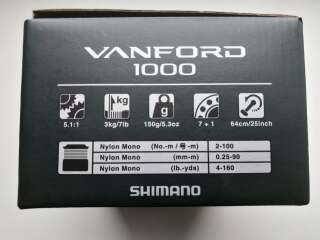 VANFORD
1000
kg
g
5.1:1 3kg/7lb 150g/5.3oz 7 + 1 64cm/25inch
Nylon Mono (No.-m / 号-m) 2-100
Nylon Mono (mm-m) 0.25-90
Nylon Mono (lb.-yds) 4-160
SHIMANO